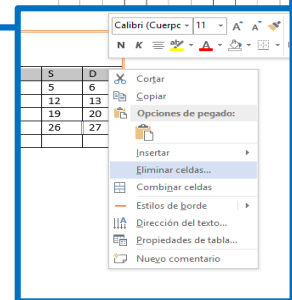 Calibri (Cuerpc 11 A A
N K A
S D
5 6
12 13
19 20
26 27
Cortar
Copiar
Opciones de pegado:
Insertar
Eliminar celdas...
Combinar celdas
Estilos de borde
Dirección del texto...
Propiedades de tabla...
Nuevo comentario